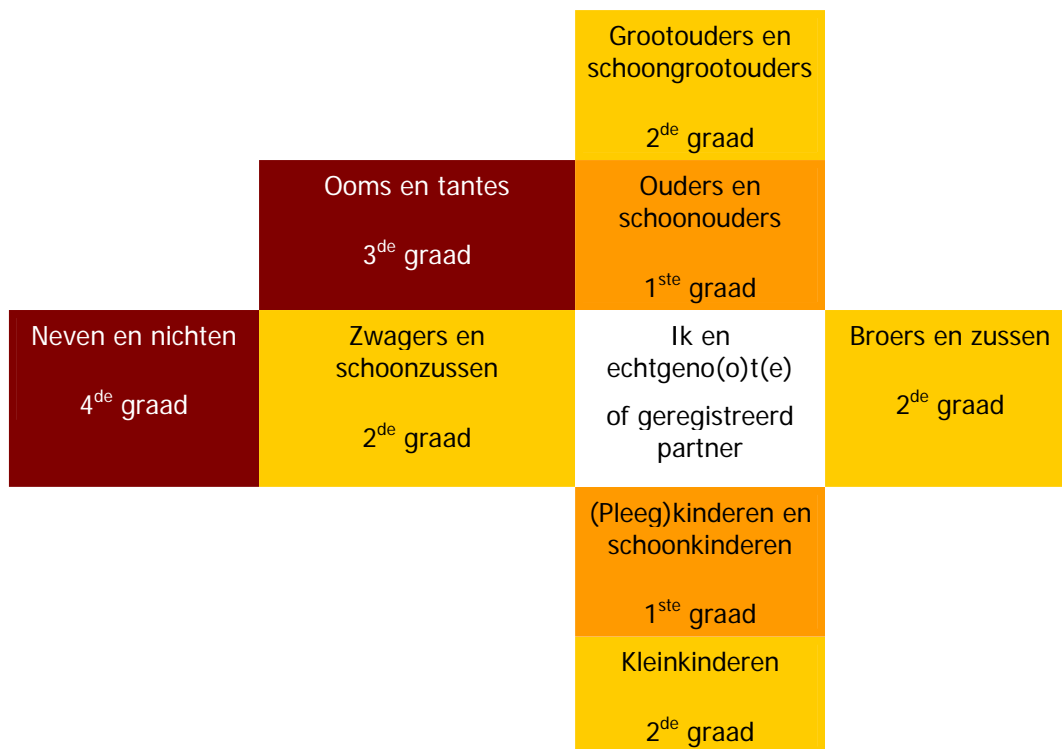 Grootouders en
schoongrootouders
2de graad
Ooms en tantes
3de graad
Ouders en
schoonouders
1ste graad
Neven en nichten
4de graad
Zwagers en
schoonzussen
2de graad
Ik en
echtgeno(o)t(e)
of geregistreerd
partner
Broers en zussen
2de graad
(Pleeg)kinderen en
schoonkinderen
1ste graad
Kleinkinderen
2de graad